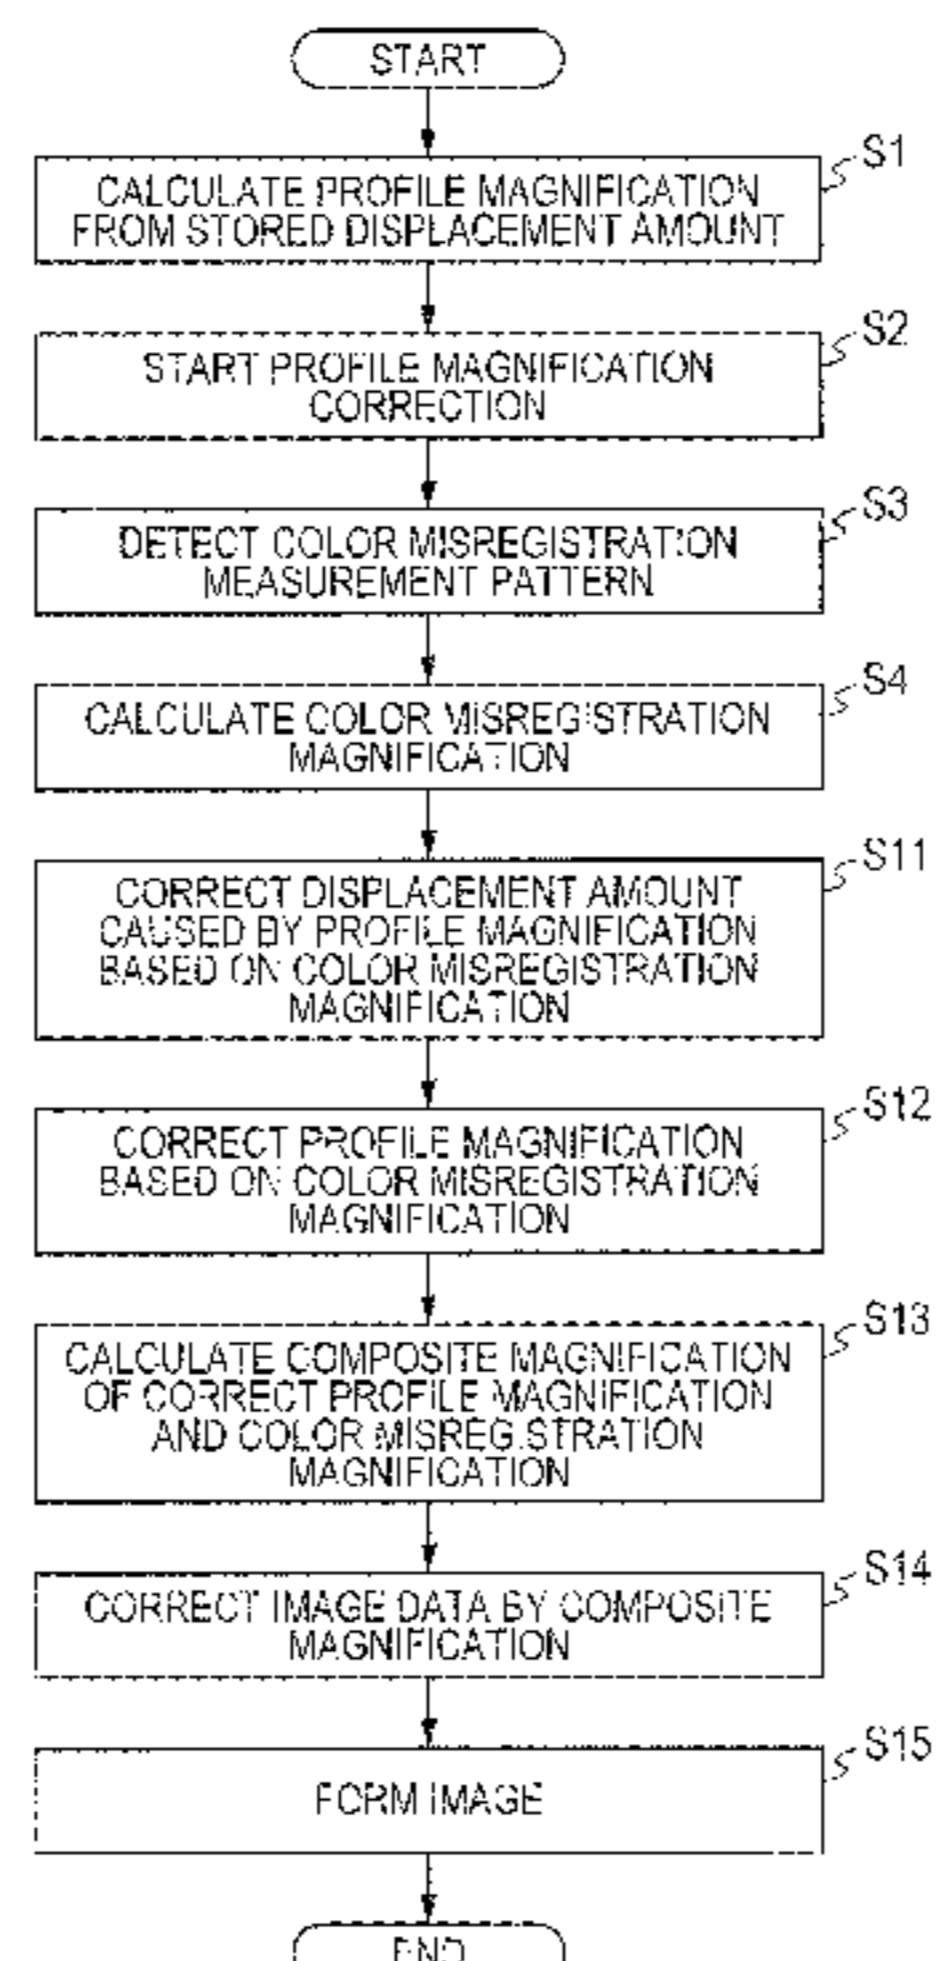 START
S1
CALCULATE PROFILE MAGNIFICATION
FROM STORED DISPLACEMENT AMOUNT
S2
START PROFILE MAGNIFICATION
CORRECTION
S3
DETECT COLOR MISREGISTRATION
MEASUREMENT PATTERN
S4
CALCULATE COLOR MISREGISTRATION
MAGNIFICATION
S11
CORRECT DISPLACEMENT AMOUNT
CAUSED BY PROFILE MAGNIFICATION
BASED ON COLOR MISREGISTRATION
MAGNIFICATION
S12
CORRECT PROFILE MAGNIFICATION
BASED ON COLOR MISREGISTRATION
MAGNIFICATION
S13
CALCULATE COMPOSITE MAGNIFICATION
OF CORRECT PROFILE MAGNIFICATION
AND COLOR MISREGISTRATION
MAGNIFICATION
S14
CORRECT IMAGE DATA BY COMPOSITE
MAGNIFICATION
S15
FORM IMAGE
END